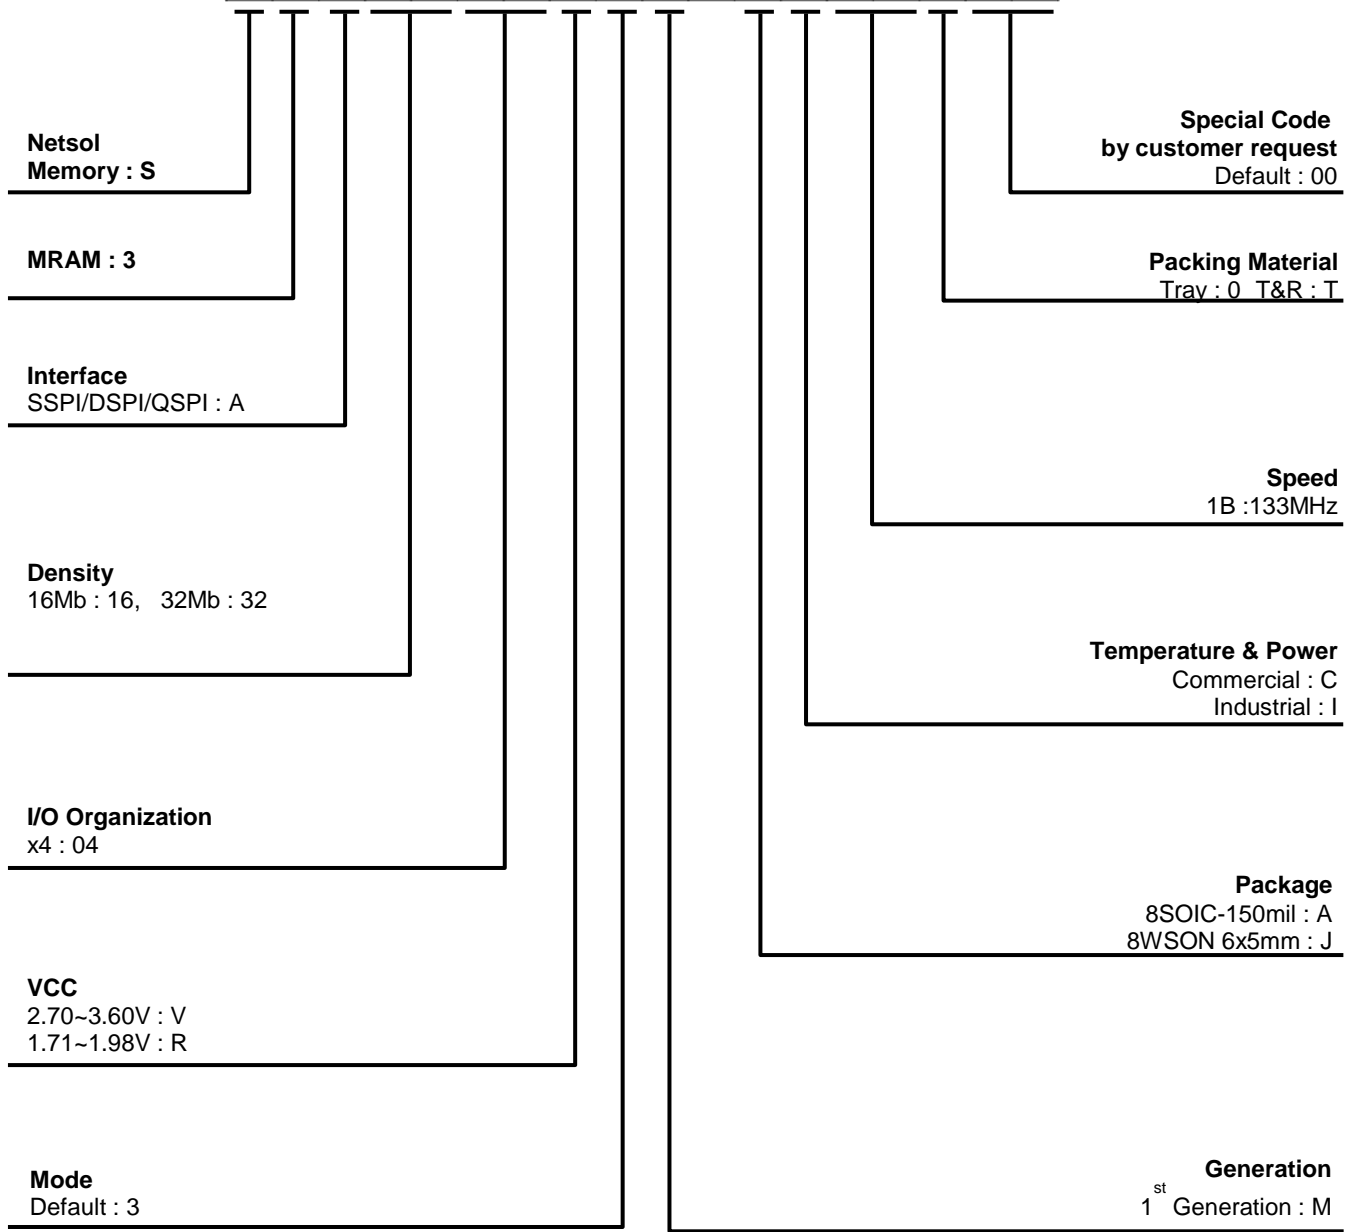 Netsol
Memory : S
MRAM : 3
Interface
SSPI/DSPI/QSPI : A
Density
16Mb : 16, 32Mb : 32
I/O Organization
x4 : 04
VCC
2.70~3.60V : V
1.71~1.98V : R
Mode
Default : 3
Special Code
by customer request
Default : 00
Packing Material
Tray : 0 T&R : T
Speed
1B :133MHz
Temperature & Power
Commercial : C
Industrial : I
Package
8SOIC-150mil : A
8WSON 6x5mm : J
Generation
1st Generation : M